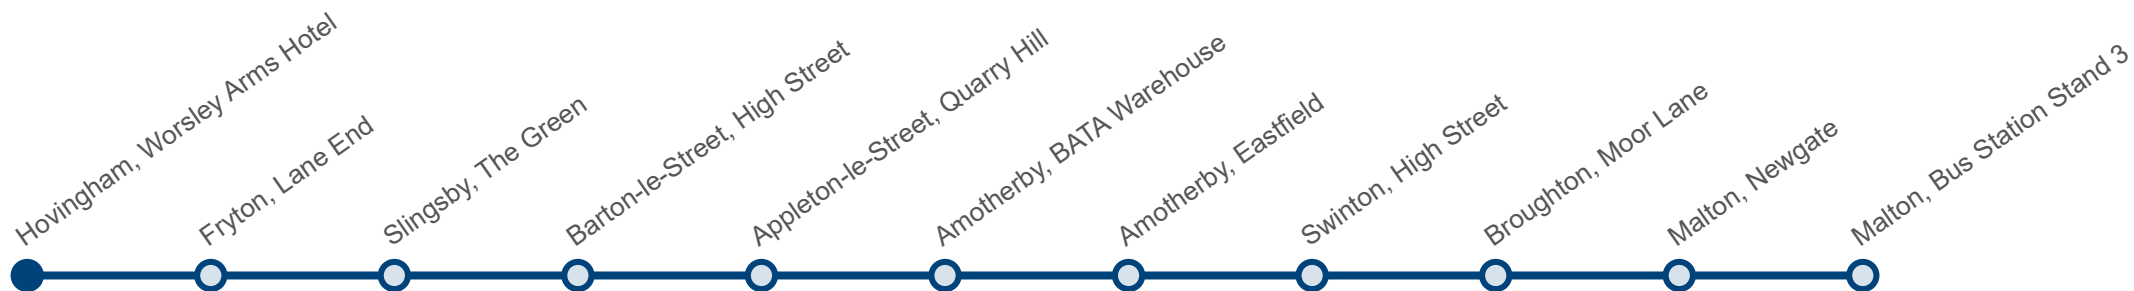 Hovingham, Worsley Arms Hotel
Fryton, Lane End
Slingsby, The Green
Barton-le-Street, High Street
Appleton-le-Street, Quarry Hill
Amotherby, BATA Warehouse
Amotherby, Eastfield
Swinton, High Street
Broughton, Moor Lane
Malton, Newgate
Malton, Bus Station Stand 3